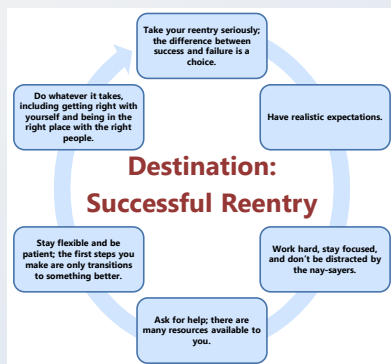 Take your reentry seriously;
the difference between
success and failure is a
choice.
Have realistic expectations.
Work hard, stay focused,
and don't be distracted by
the nay-sayers.
Ask for help; there are
many resources available to
you.
Stay flexible and be
patient; the first steps you
make are only transitions
to something better.
Do whatever it takes,
including getting right with
yourself and being in the
right place with the right
people.
Destination:
Successful Reentry